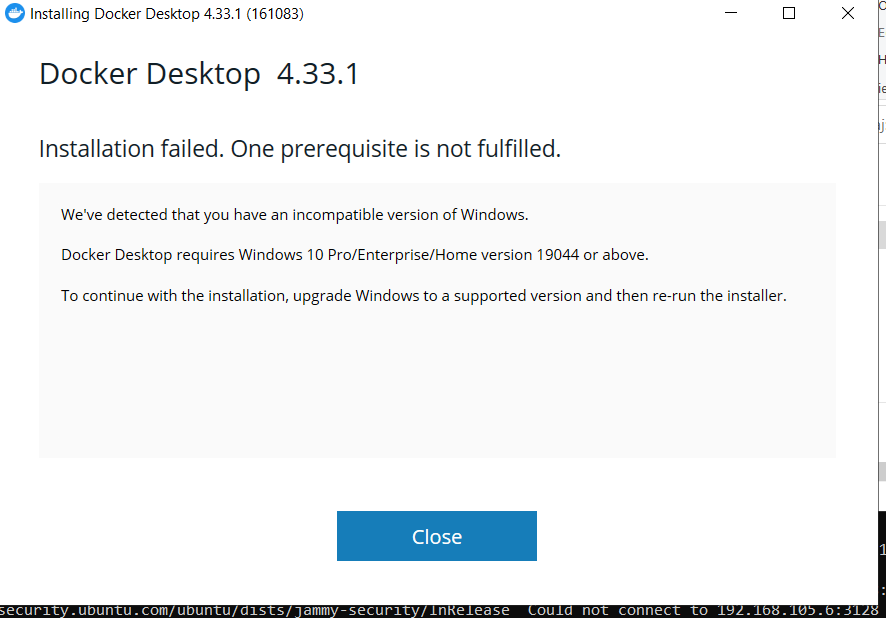 Installing Docker Desktop 4.33.1 (161083)
Docker Desktop 4.33.1
Installation failed. One prerequisite is not fulfilled.
We've detected that you have an incompatible version of Windows.
Docker Desktop requires Windows 10 Pro/Enterprise/Home version 19044 or above.
To continue with the installation, upgrade Windows to a supported version and then re-run the installer.
Close
security.ubuntu.com/ubuntu/dists/jammy-security/InRelease Could not connect to 192.168.105.6:3128